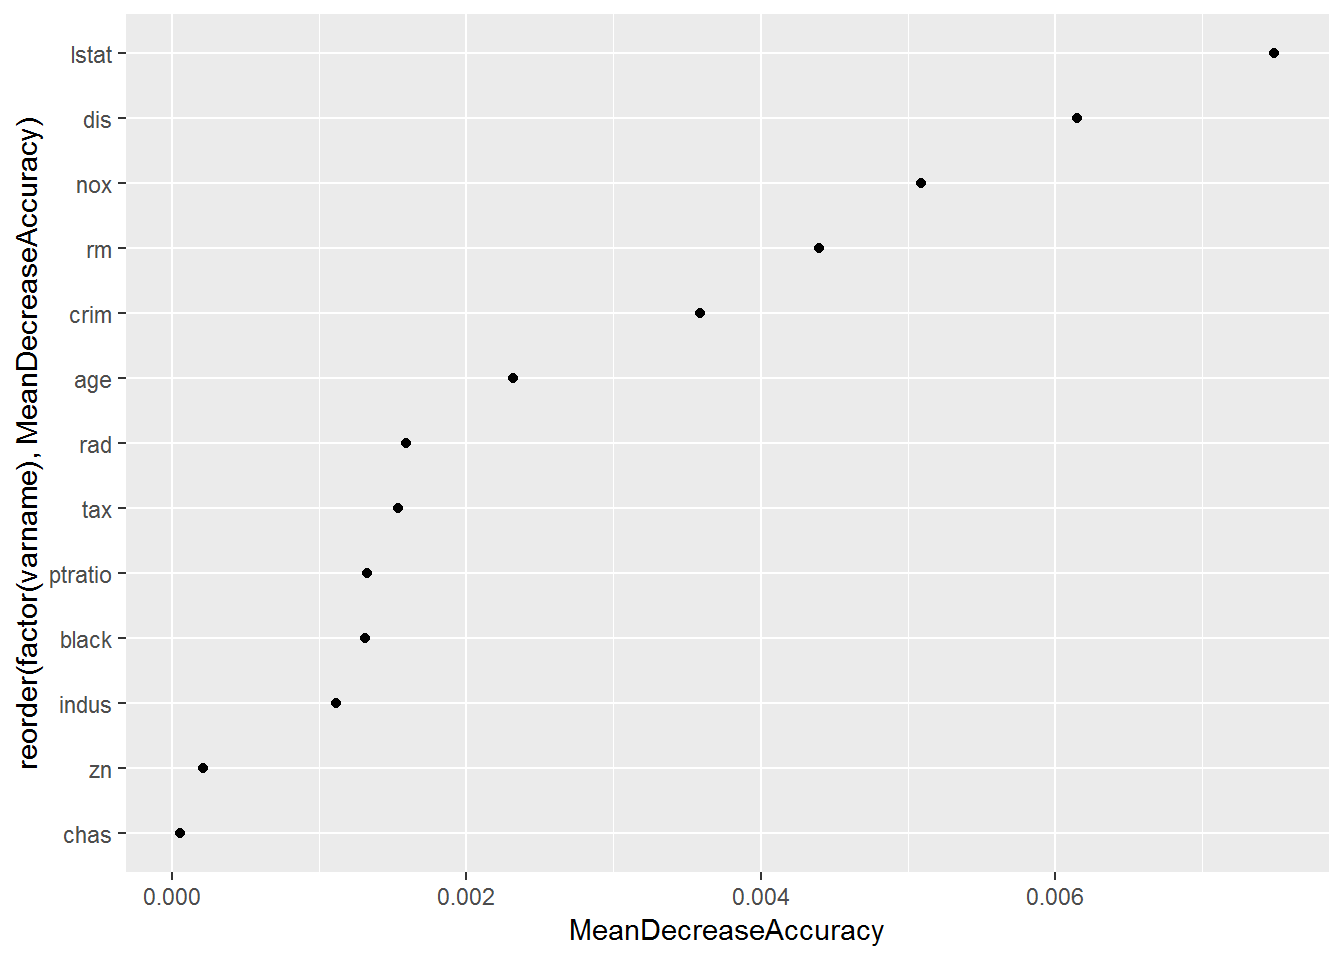 reorder(factor(varname), MeanDecreaseAccuracy)
lstat
dis
nox
rm
crim
age
rad
tax
ptratio
black
indus
zn
chas
0.000 0.002 0.004 0.006
MeanDecreaseAccuracy